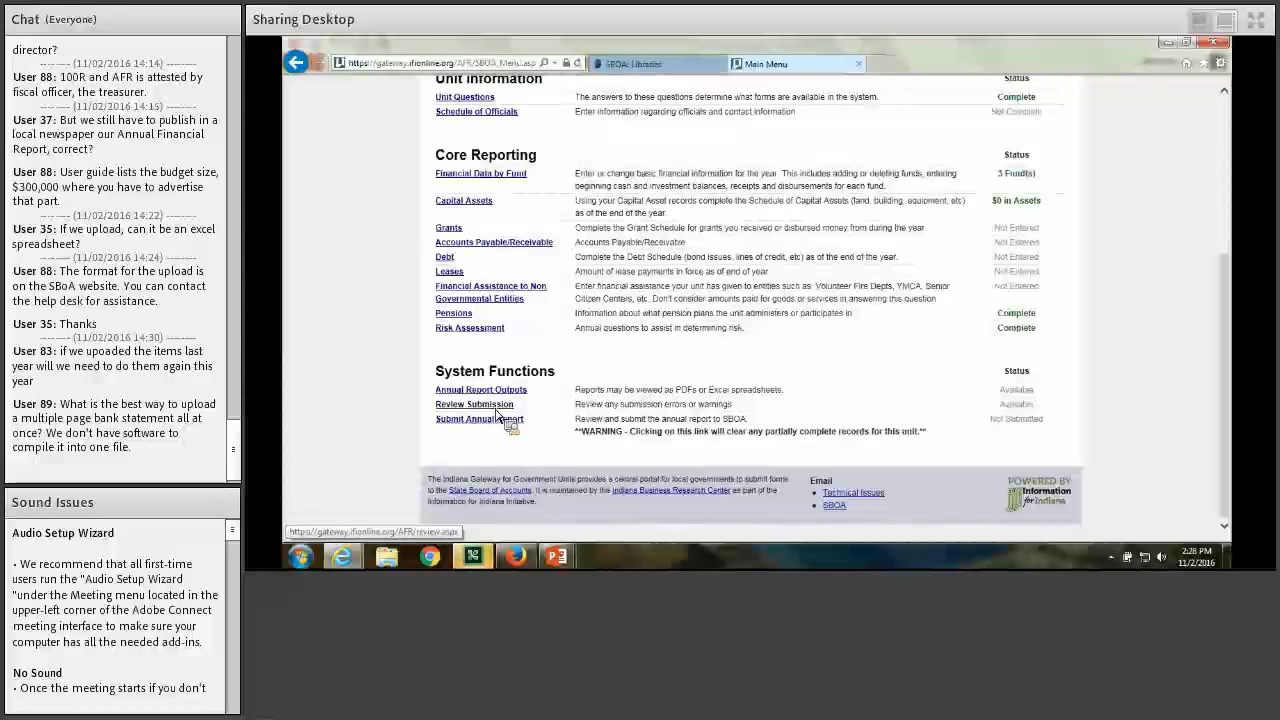 Chat (Everyone)
director?
-------- (11/02/2016 14:14) --------
User 88: 100R and AFR is attested by
fiscal officer, the treasurer.
-------- (11/02/2016 14:15) --------
User 37: But we still have to publish in a
local newspaper our Annual Financial
Report, correct?
User 88: User guide lists the budget size,
$300,000 where you have to advertise
that part.
-------- (11/02/2016 14:22) --------
User 35: If we upload, can it be an excel
spreadsheet?
-------- (11/02/2016 14:24) --------
User 88: The format for the upload is
on the SBoA website. You can contact
the help desk for assistance.
User 35: Thanks
-------- (11/02/2016 14:30) --------
User 83: if we upoaded the items last
year will we need to do them again this
year
User 89: What is the best way to upload
a multiple page bank statement all at
once? We don't have software to
compile it into one file.
Sound Issues
Audio Setup Wizard
• We recommend that all first-time
users run the "Audio Setup Wizard
"under the Meeting menu located in the
upper-left corner of the Adobe Connect
meeting interface to make sure your
computer has all the needed add-ins.
No Sound
• Once the meeting starts if you don't
Sharing Desktop
https://gateway.ifionline.org/AFR/SBOA_Menu.asp
SBOA: Libraries
Main Menu
Unit Information Status
Unit Questions The answers to these questions determine what forms are available in the system. Complete
Schedule of Officials Enter information regarding officials and contact information Not Complete
Core Reporting Status
Financial Data by Fund Enter or change basic financial information for the year. This includes adding or deleting funds, entering 3 Fund(s)
beginning cash and investment balances, receipts and disbursements for each fund.
Capital Assets Using your Capital Asset records complete the Schedule of Capital Assets (land, building, equipment, etc) $0 in Assets
as of the end of the year.
Grants Complete the Grant Schedule for grants you received or disbursed money from during the year. Not Entered
Accounts Payable/Receivable Accounts Payable/Receivable Not Entered
Debt Complete the Debt Schedule (bond issues, lines of credit, etc) as of the end of the year. Not Entered
Leases Amount of lease payments in force as of end of year Not Entered
Financial Assistance to Non Enter financial assistance your unit has given to entities such as: Volunteer Fire Depts, YMCA, Senior Not Entered
Governmental Entities Citizen Centers, etc. Don't consider amounts paid for goods or services in answering this question
Pensions Information about what pension plans the unit administers or participates in Complete
Risk Assessment Annual questions to assist in determining risk. Complete
System Functions Status
Annual Report Outputs Reports may be viewed as PDFs or Excel spreadsheets. Available
Review Submission Review any submission errors or warnings Available
Submit Annual Report Review and submit the annual report to SBOA. Not Submitted
**WARNING - Clicking on this link will clear any partially complete records for this unit.**
The Indiana Gateway for Government Units provides a central portal for local governments to submit forms
to the State Board of Accounts. It is maintained by the Indiana Business Research Center as part of the
Information for Indiana Initiative.
Email
• Technical Issues
• SBOA
POWERED BY
Information
for Indiana
https://gateway.ifionline.org/AFR/review.aspx
2:28 PM
11/2/2016